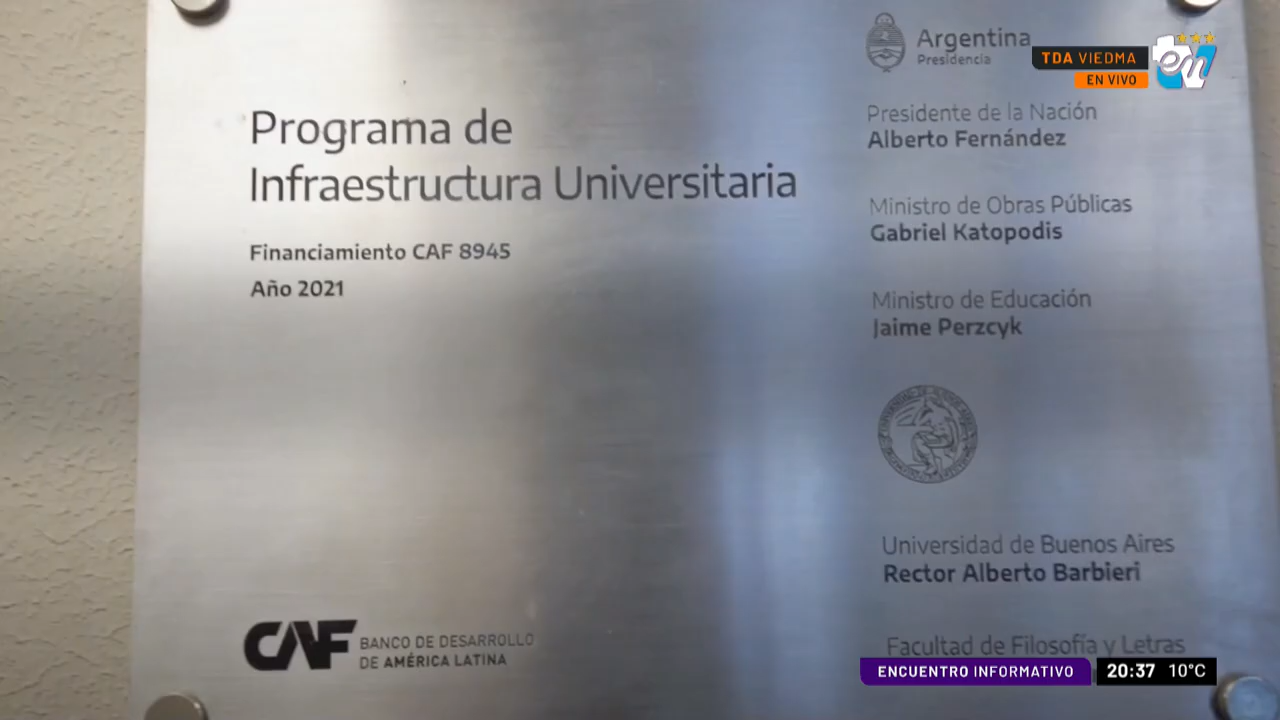 Programa de
Infraestructura Universitaria
Financiamiento CAF 8945
Año 2021
CAF BANCO DE DESARROLLO
DE AMÉRICA LATINA
Argentina
Presidencia
Presidente de la Nación
Alberto Fernández
Ministro de Obras Públicas
Gabriel Katopodis
Ministro de Educación
Jaime Perzcyk
Universidad de Buenos Aires
Rector Alberto Barbieri
Facultad de Filosofía y Letras
TDA VIEDMA
EN VIVO
ENCUENTRO INFORMATIVO
20:37 10°C